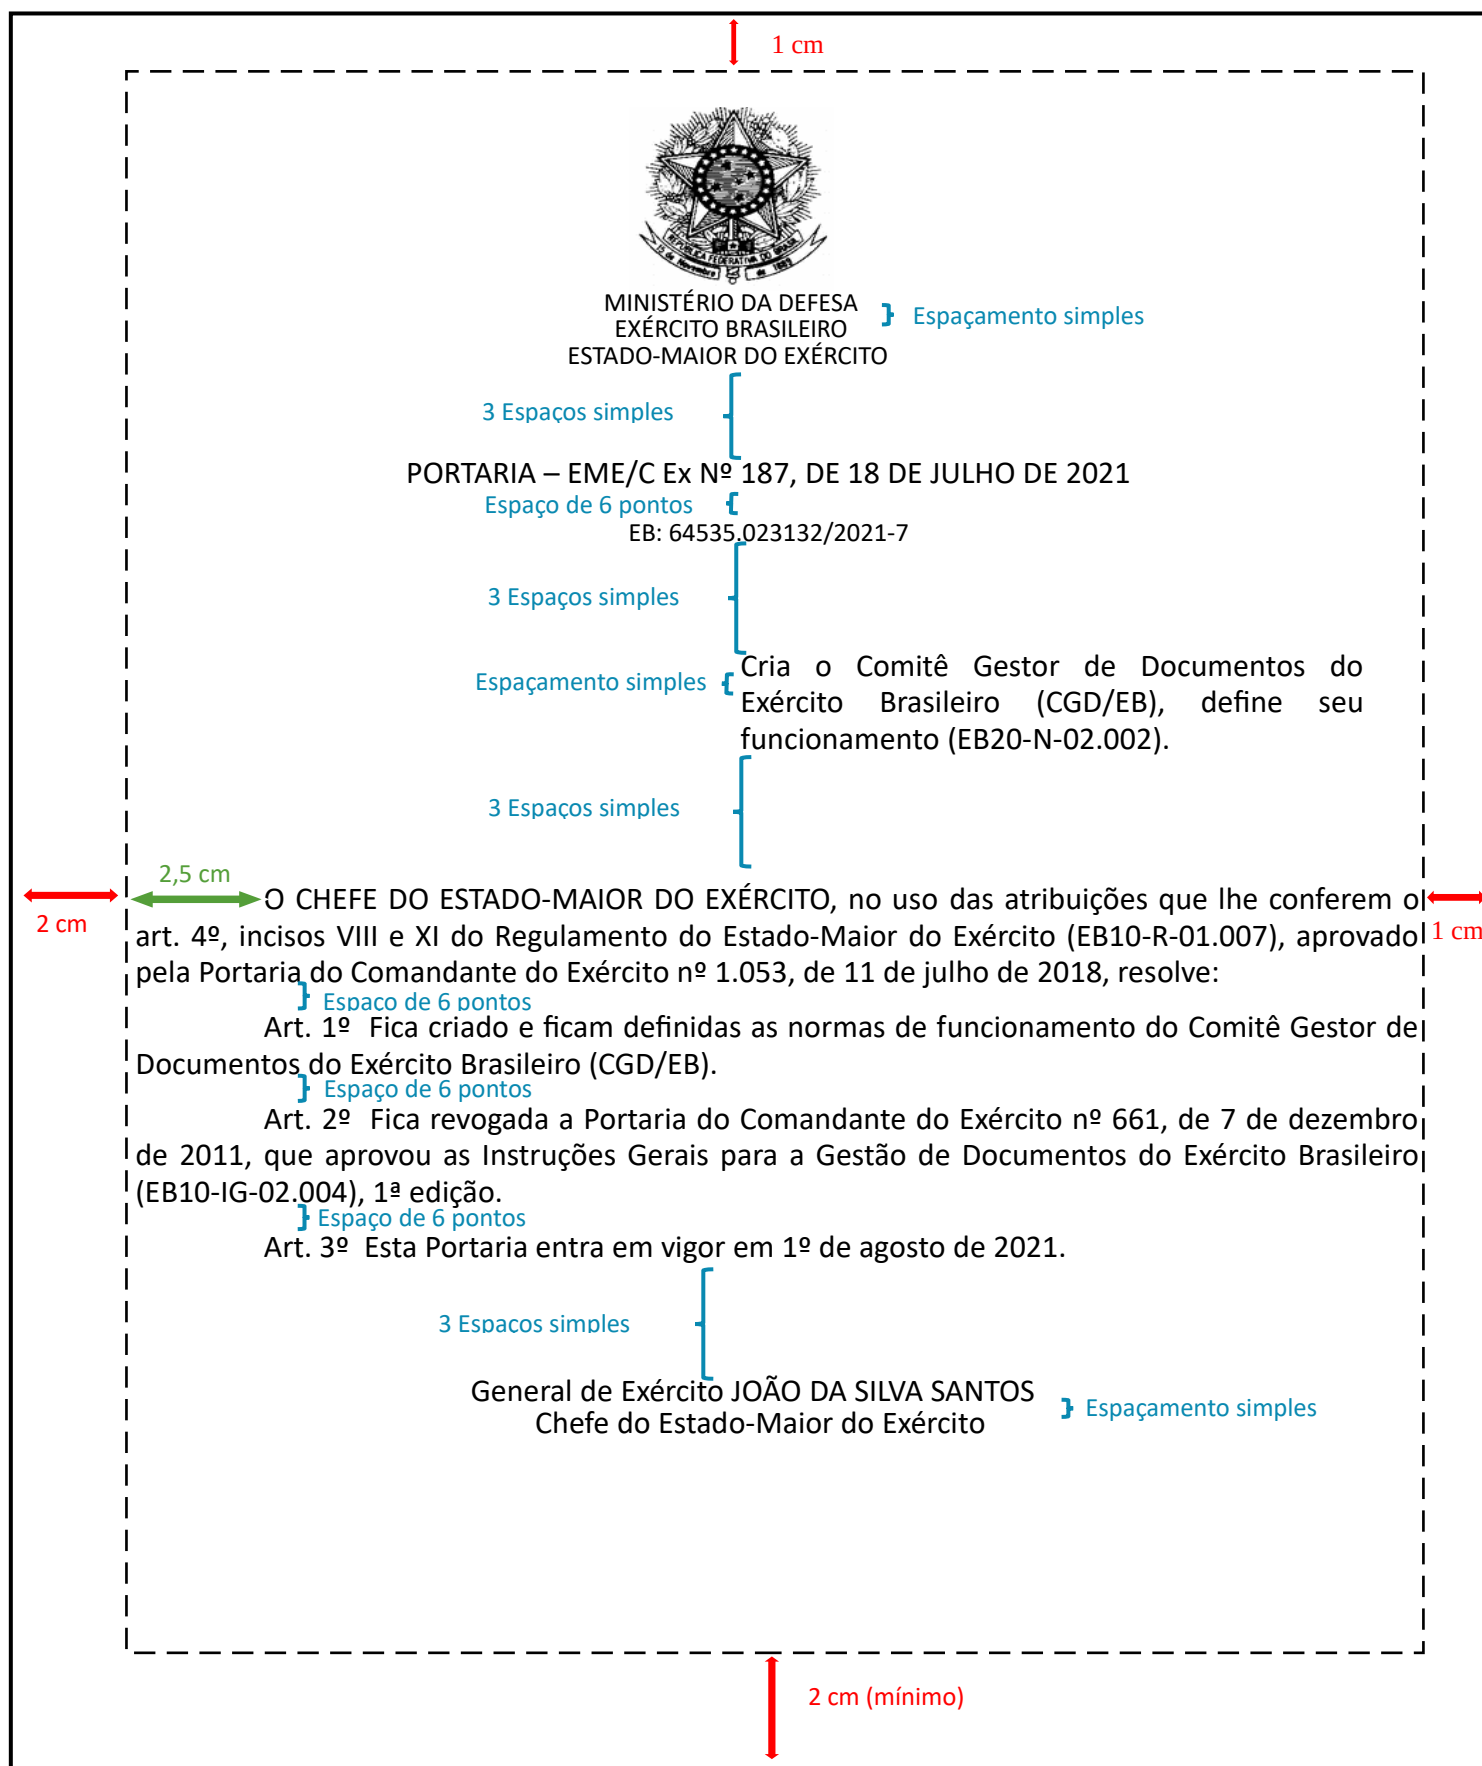 1 cm
REPÚBLICA FEDERATIVA DO BRASIL
15 de Novembro de 1889
MINISTÉRIO DA DEFESA
EXÉRCITO BRASILEIRO
Espaçamento simples
ESTADO-MAIOR DO EXÉRCITO
3 Espaços simples
PORTARIA – EME/C Ex Nº 187, DE 18 DE JULHO DE 2021
Espaço de 6 pontos
EB: 64535.023132/2021-7
3 Espaços simples
Cria o Comitê Gestor de Documentos do
Espaçamento simples
Exército Brasileiro (CGD/EB), define seu
funcionamento (EB20-N-02.002).
3 Espaços simples
2,5 cm
O CHEFE DO ESTADO-MAIOR DO EXÉRCITO, no uso das atribuições que lhe conferem o
2 cm
art. 4º, incisos VIII e XI do Regulamento do Estado-Maior do Exército (EB10-R-01.007), aprovado
1 cm
pela Portaria do Comandante do Exército nº 1.053, de 11 de julho de 2018, resolve:
Espaço de 6 pontos
Art. 1º Fica criado e ficam definidas as normas de funcionamento do Comitê Gestor de
Documentos do Exército Brasileiro (CGD/EB).
Espaço de 6 pontos
Art. 2º Fica revogada a Portaria do Comandante do Exército nº 661, de 7 de dezembro
de 2011, que aprovou as Instruções Gerais para a Gestão de Documentos do Exército Brasileiro
(EB10-IG-02.004), 1ª edição.
Espaço de 6 pontos
Art. 3º Esta Portaria entra em vigor em 1º de agosto de 2021.
3 Espaços simples
General de Exército JOÃO DA SILVA SANTOS
Espaçamento simples
Chefe do Estado-Maior do Exército
2 cm (mínimo)